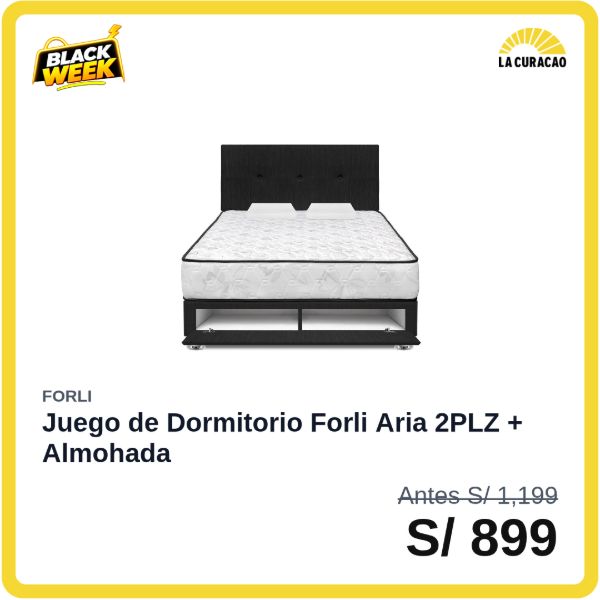 BLACK
WEEK
LA CURACAO
FORLI
Juego de Dormitorio Forli Aria 2PLZ +
Almohada
Antes S/ 1,199
S/ 899